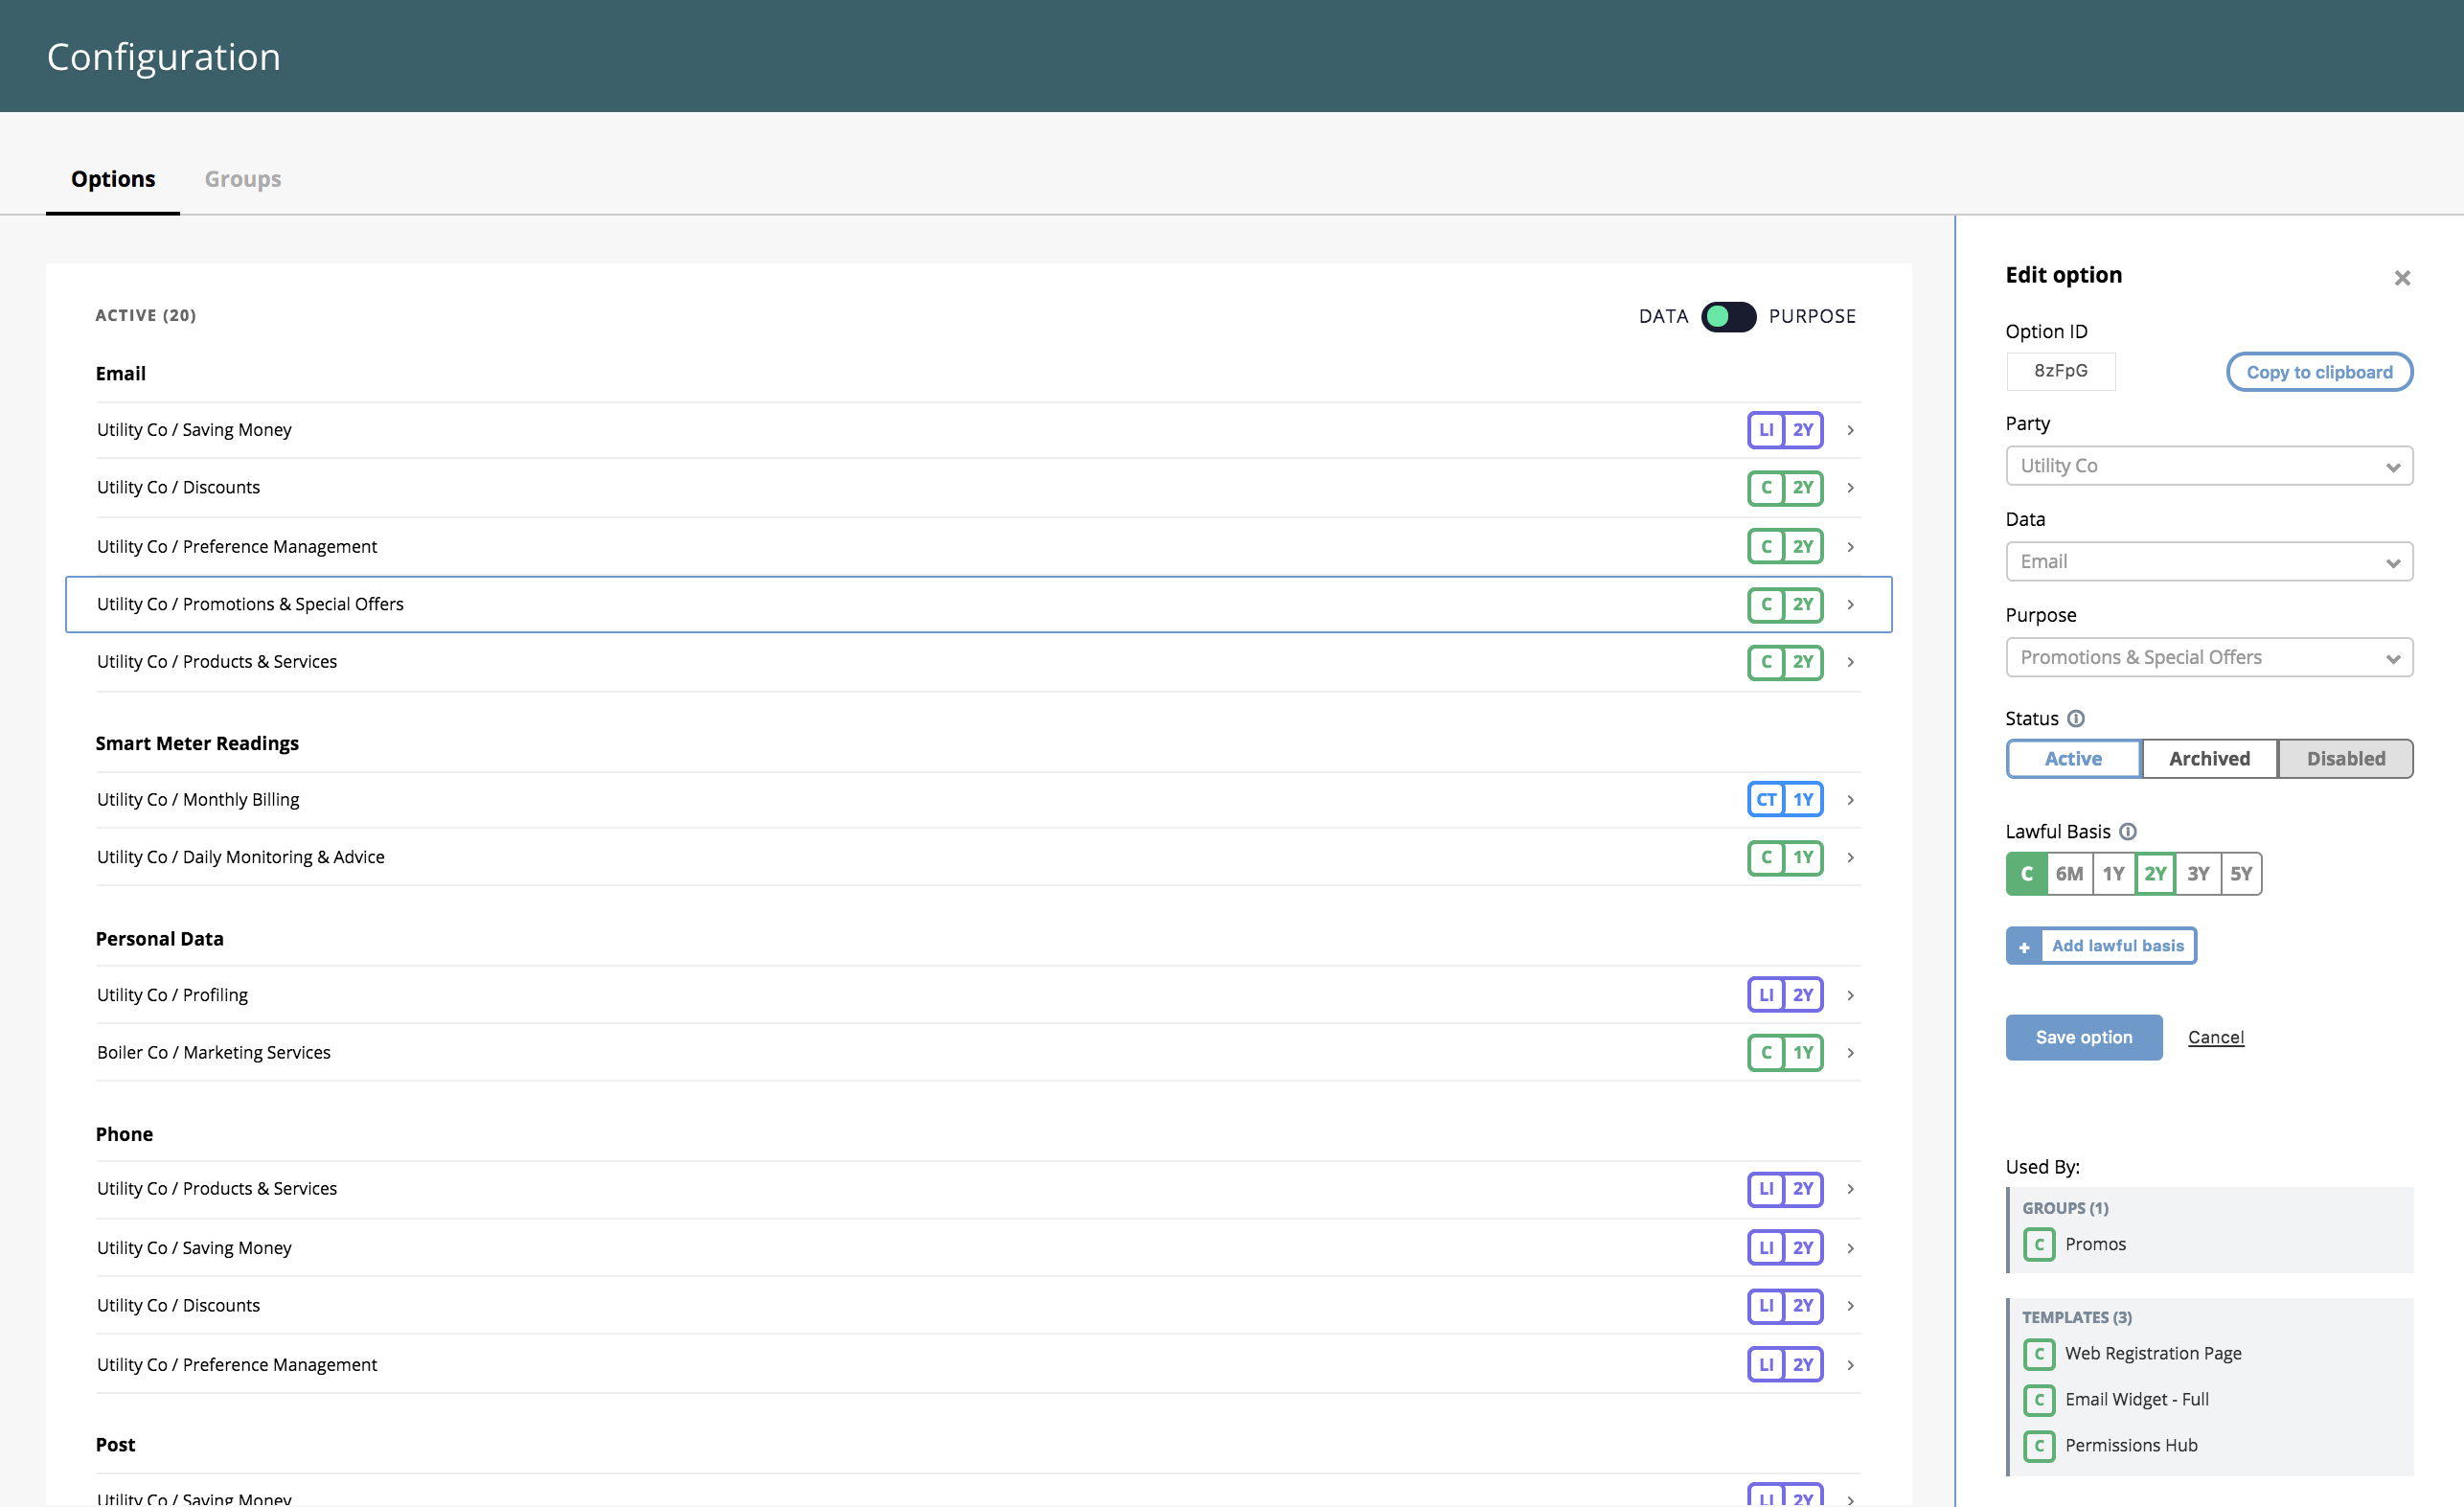 Configuration
Options Groups
ACTIVE (20) DATA PURPOSE
Email
Utility Co / Saving Money LI 2Y
Utility Co / Discounts C 2Y
Utility Co / Preference Management C 2Y
Utility Co / Promotions & Special Offers C 2Y
Utility Co / Products & Services C 2Y
Smart Meter Readings
Utility Co / Monthly Billing CT 1Y
Utility Co / Daily Monitoring & Advice C 1Y
Personal Data
Utility Co / Profiling LI 2Y
Boiler Co / Marketing Services C 1Y
Phone
Utility Co / Products & Services LI 2Y
Utility Co / Saving Money LI 2Y
Utility Co / Discounts LI 2Y
Utility Co / Preference Management LI 2Y
Post
Utility Co / Saving Money LI 2Y
Edit option
Option ID
8zFpG Copy to clipboard
Party
Utility Co
Data
Email
Purpose
Promotions & Special Offers
Status
Active Archived Disabled
Lawful Basis
C 6M 1Y 2Y 3Y 5Y
+ Add lawful basis
Save option Cancel
Used By:
GROUPS (1)
C Promos
TEMPLATES (3)
C Web Registration Page
C Email Widget - Full
C Permissions Hub